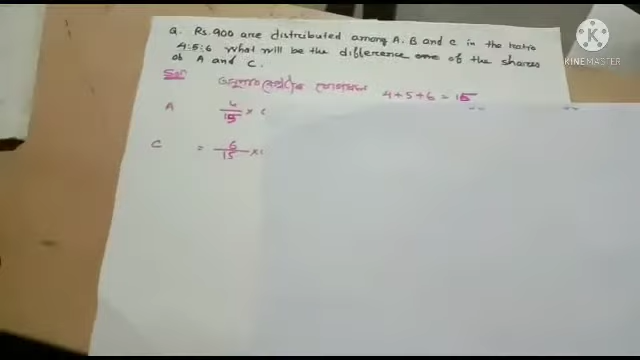 Q. Rs. 900 are distributed among A. B and C in the ratio
4:5:6 what will be the difference one of the shares
of A and C.
Solⁿ
4+5+6 = 15
A 4/15 ×
C = 6/15 ×
KINEMASTER